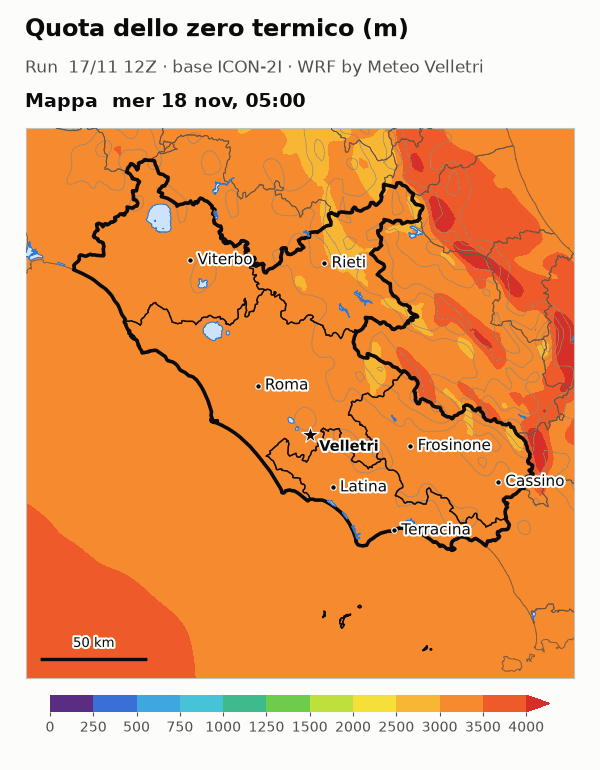 Quota dello zero termico (m)
Run  17/11 12Z · base ICON-2I · WRF by Meteo Velletri
Mappa  mer 18 nov, 05:00
Viterbo
Rieti
Roma
Velletri
Frosinone
Cassino
Latina
Terracina
50 km
0 250 500 750 1000 1250 1500 2000 2500 3000 3500 4000